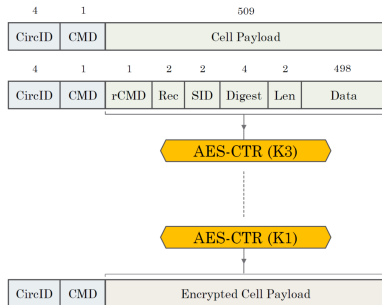 4 1 509
CircID CMD Cell Payload
4 1 1 2 2 4 2 498
CircID CMD rCMD Rec SID Digest Len Data
AES-CTR (K3)
AES-CTR (K1)
CircID CMD Encrypted Cell Payload